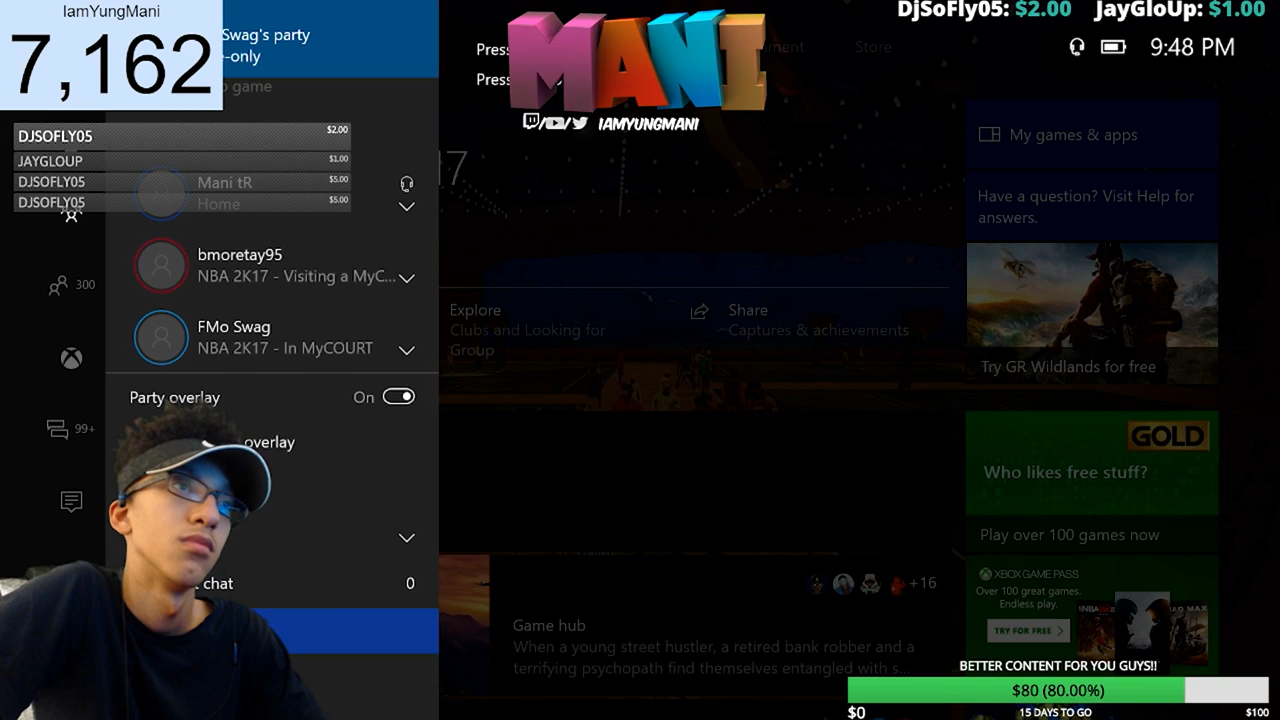 IamYungMani
7,162
Swag's party
-only
game
DJSOFLY05 $2.00
JAYGLOUP $1.00
DJSOFLY05 $5.00
DJSOFLY05 $5.00
Mani tR
Home
bmoretay95
NBA 2K17 - Visiting a MyC...
FMo Swag
NBA 2K17 - In MyCOURT
300
99+
Party overlay On
overlay
chat 0
Press
Press
MANI
IAMYUNGMANI
Store
17
DjSoFly05: $2.00 JayGloUp: $1.00
9:48 PM
Explore
Clubs and Looking for
Group
Share
Captures & achievements
My games & apps
Have a question? Visit Help for
answers.
Try GR Wildlands for free
GOLD
Who likes free stuff?
Play over 100 games now
XBOX GAME PASS
Over 100 great games.
Endless play.
TRY FOR FREE
+16
Game hub
When a young street hustler, a retired bank robber and a
terrifying psychopath find themselves entangled with s...
BETTER CONTENT FOR YOU GUYS!!
$80 (80.00%)
$0 15 DAYS TO GO $100